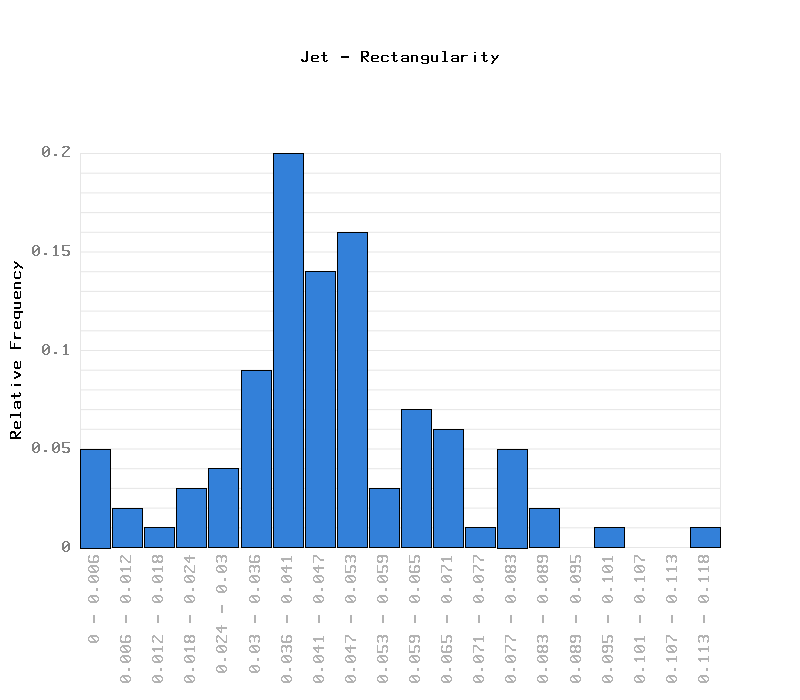 Jet - Rectangularity
Relative Frequency
0.2
0.15
0.1
0.05
0
0 - 0.006
0.006 - 0.012
0.012 - 0.018
0.018 - 0.024
0.024 - 0.03
0.03 - 0.036
0.036 - 0.041
0.041 - 0.047
0.047 - 0.053
0.053 - 0.059
0.059 - 0.065
0.065 - 0.071
0.071 - 0.077
0.077 - 0.083
0.083 - 0.089
0.089 - 0.095
0.095 - 0.101
0.101 - 0.107
0.107 - 0.113
0.113 - 0.118